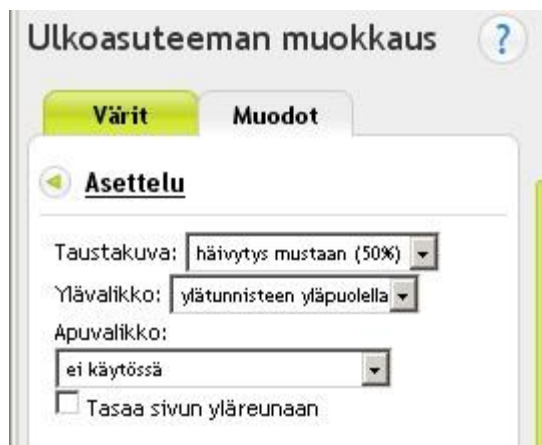 Ulkoasuteeman muokkaus ?
Värit Muodot
Asettelu
Taustakuva: häivytys mustaan (50%)
Ylävalikko: ylätunnisteen yläpuolella
Apuvalikko:
ei käytössä
Tasaa sivun yläreunaan